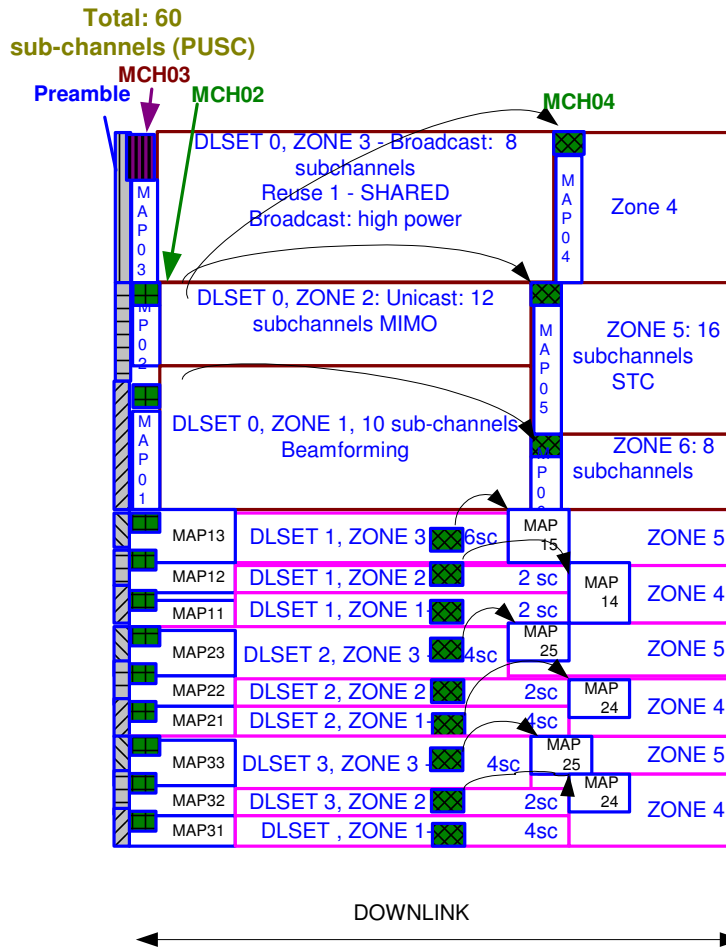 Total: 60
sub-channels (PUSC)
MCH03
Preamble
MCH02
MCH04
DLSET 0, ZONE 3 - Broadcast: 8
subchannels
Reuse 1 - SHARED
Broadcast: high power
MAP03
MAP04
Zone 4
DLSET 0, ZONE 2: Unicast: 12
subchannels MIMO
MP02
MAP05
ZONE 5: 16
subchannels
STC
DLSET 0, ZONE 1, 10 sub-channels
Beamforming
MAP01
ZONE 6: 8
subchannels
MAP13
DLSET 1, ZONE 3
6sc
MAP
15
ZONE 5
MAP12
DLSET 1, ZONE 2
2 sc
MAP
14
ZONE 4
MAP11
DLSET 1, ZONE 1-
2 sc
MAP23
DLSET 2, ZONE 3 -
4sc
MAP
25
ZONE 5
MAP22
DLSET 2, ZONE 2
2sc
MAP
24
ZONE 4
MAP21
DLSET 2, ZONE 1-
4sc
MAP33
DLSET 3, ZONE 3 -
4sc
MAP
25
ZONE 5
MAP32
DLSET 3, ZONE 2
2sc
MAP
24
ZONE 4
MAP31
DLSET , ZONE 1-
4sc
DOWNLINK